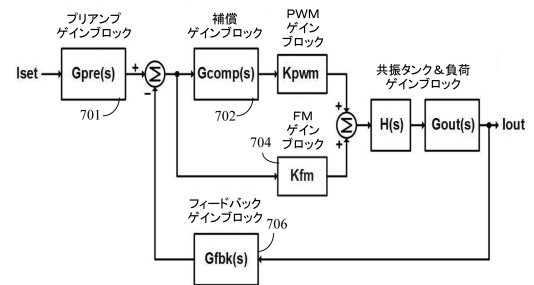 プリアンプ
ゲインブロック
補償
ゲインブロック
PWM
ゲイン
ブロック
共振タンク＆負荷
ゲインブロック
Iset
Gpre(s)
+
−
Σ
Gcomp(s)
Kpwm
701
702
FM
ゲイン
ブロック
704
Kfm
+
+
Σ
H(s)
Gout(s)
Iout
フィードバック
ゲインブロック
706
Gfbk(s)